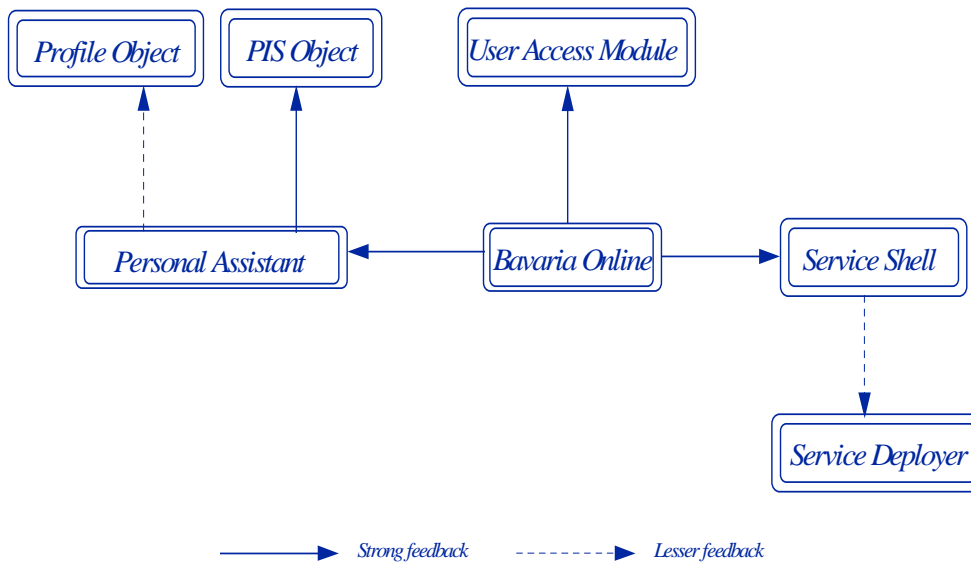 Profile Object
PIS Object
User Access Module
Personal Assistant
Bavaria Online
Service Shell
Service Deployer
Strong feedback
Lesser feedback